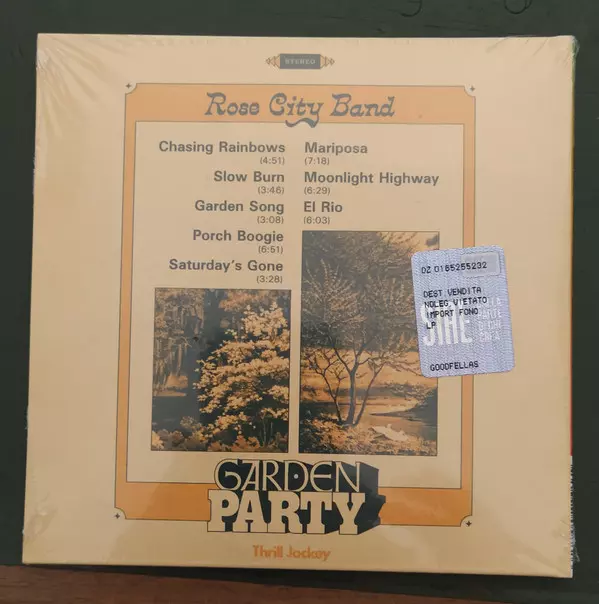 STEREO
Rose City Band
Chasing Rainbows
(4:51)
Slow Burn
(3:46)
Garden Song
(3:08)
Porch Boogie
(6:51)
Saturday's Gone
(3:28)
Mariposa
(7:18)
Moonlight Highway
(6:29)
El Rio
(6:03)
DZ 0185255232
DEST.VENDITA
NOLEG.VIETATO
IMPORT FONO
LP
SIAE
GOODFELLAS
GARDEN
PARTY
Thrill Jockey